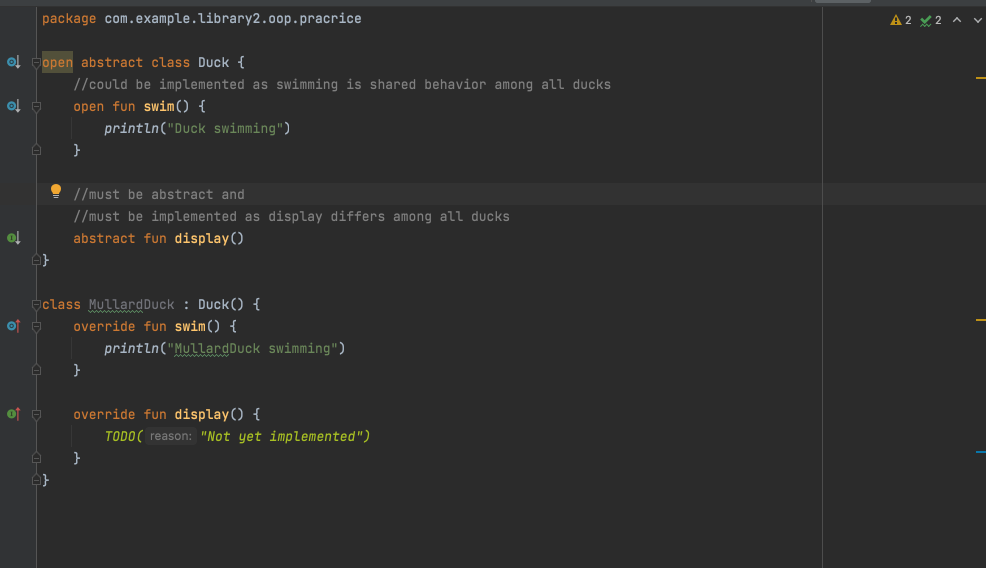 package com.example.library2.oop.pracrice
2 2
open abstract class Duck {
//could be implemented as swimming is shared behavior among all ducks
open fun swim() {
println("Duck swimming")
}
//must be abstract and
//must be implemented as display differs among all ducks
abstract fun display()
}
class MullardDuck : Duck() {
override fun swim() {
println("MullardDuck swimming")
}
override fun display() {
TODO( reason: "Not yet implemented")
}
}